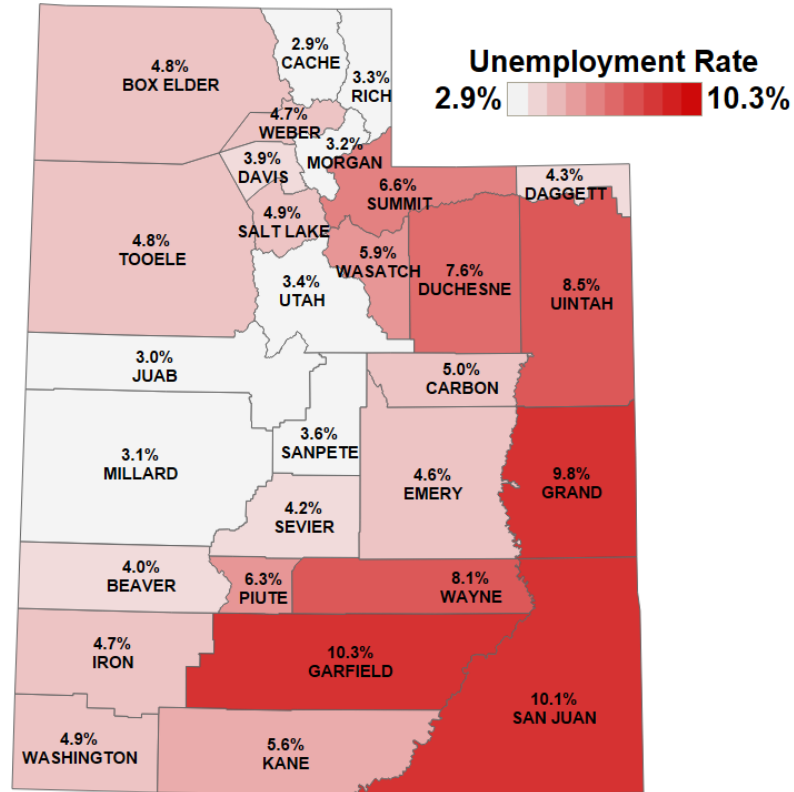 2.9%
CACHE
Unemployment Rate
2.9% 10.3%
4.8%
BOX ELDER
3.3%
RICH
4.7%
WEBER
3.2%
MORGAN
3.9%
DAVIS
6.6%
SUMMIT
4.3%
DAGGETT
4.9%
SALT LAKE
4.8%
TOOELE
5.9%
WASATCH
7.6%
DUCHESNE
8.5%
UINTAH
3.4%
UTAH
3.0%
JUAB
5.0%
CARBON
3.6%
SANPETE
3.1%
MILLARD
4.6%
EMERY
9.8%
GRAND
4.2%
SEVIER
4.0%
BEAVER
6.3%
PIUTE
8.1%
WAYNE
4.7%
IRON
10.3%
GARFIELD
10.1%
SAN JUAN
4.9%
WASHINGTON
5.6%
KANE